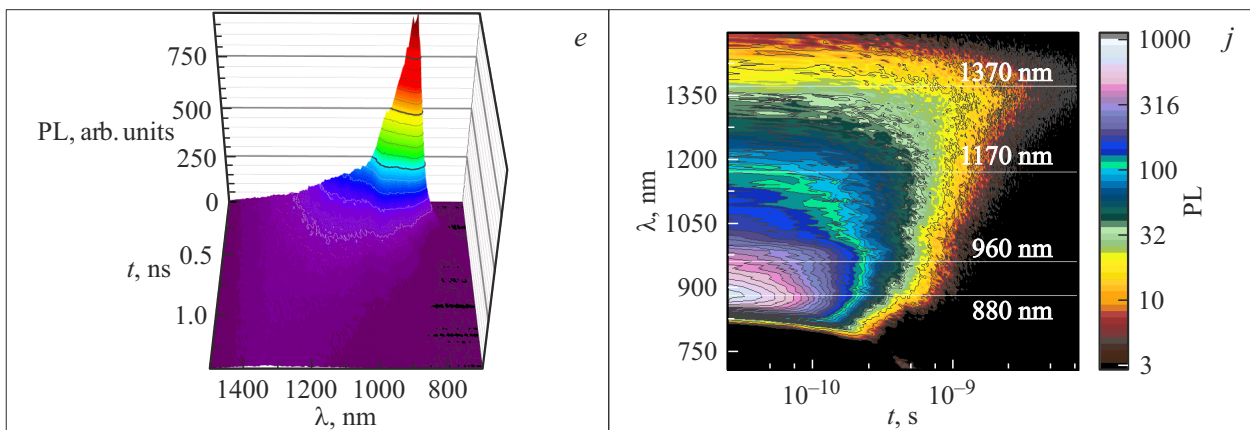 e
750
500
PL, arb. units
250
0
0.5
t, ns
1.0
1400 1200 1000 800
λ, nm
j
1370 nm
1350
1200
1170 nm
λ, nm
1050
960 nm
900
880 nm
750
10⁻¹⁰ 10⁻⁹
t, s
1000
316
100
PL
32
10
3